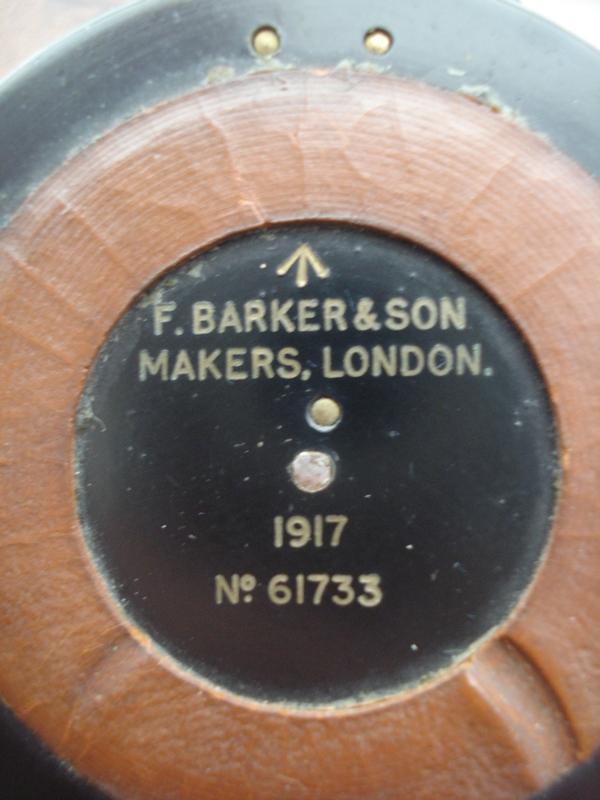 F. BARKER & SON
MAKERS, LONDON.
1917
Nº 61733